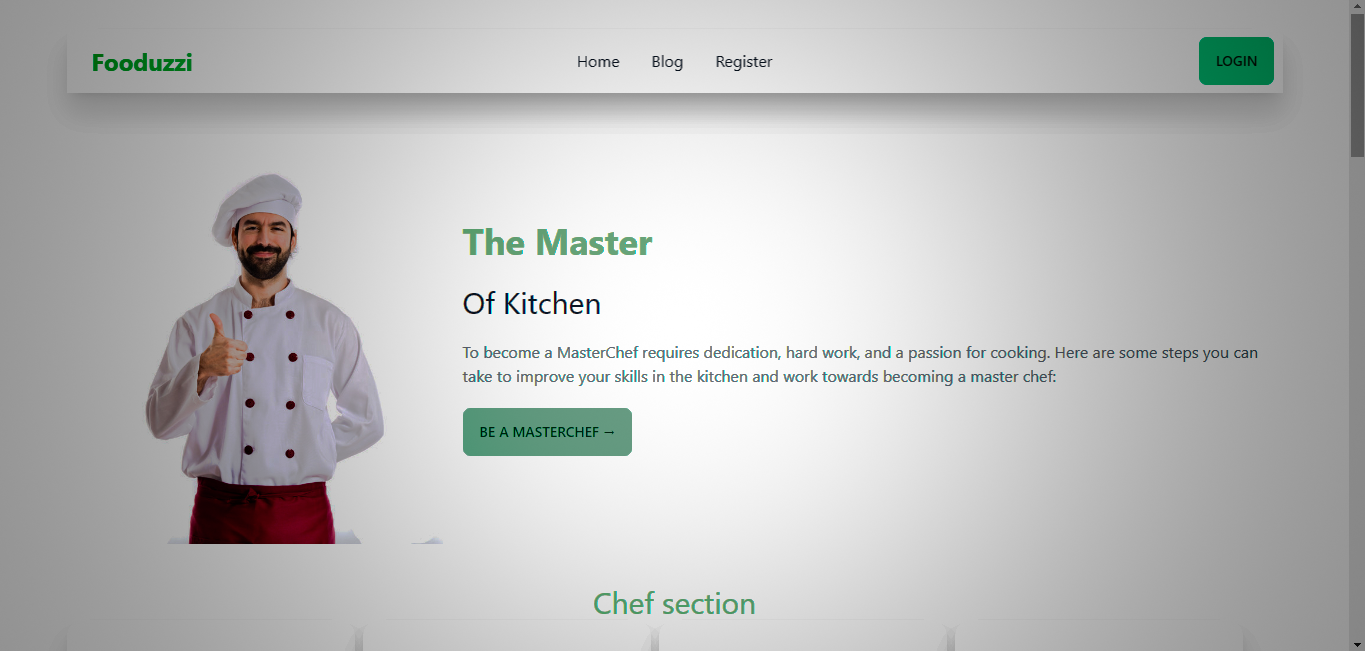 Fooduzzi
Home Blog Register
LOGIN
The Master
Of Kitchen
To become a MasterChef requires dedication, hard work, and a passion for cooking. Here are some steps you can
take to improve your skills in the kitchen and work towards becoming a master chef:
BE A MASTERCHEF →
Chef section